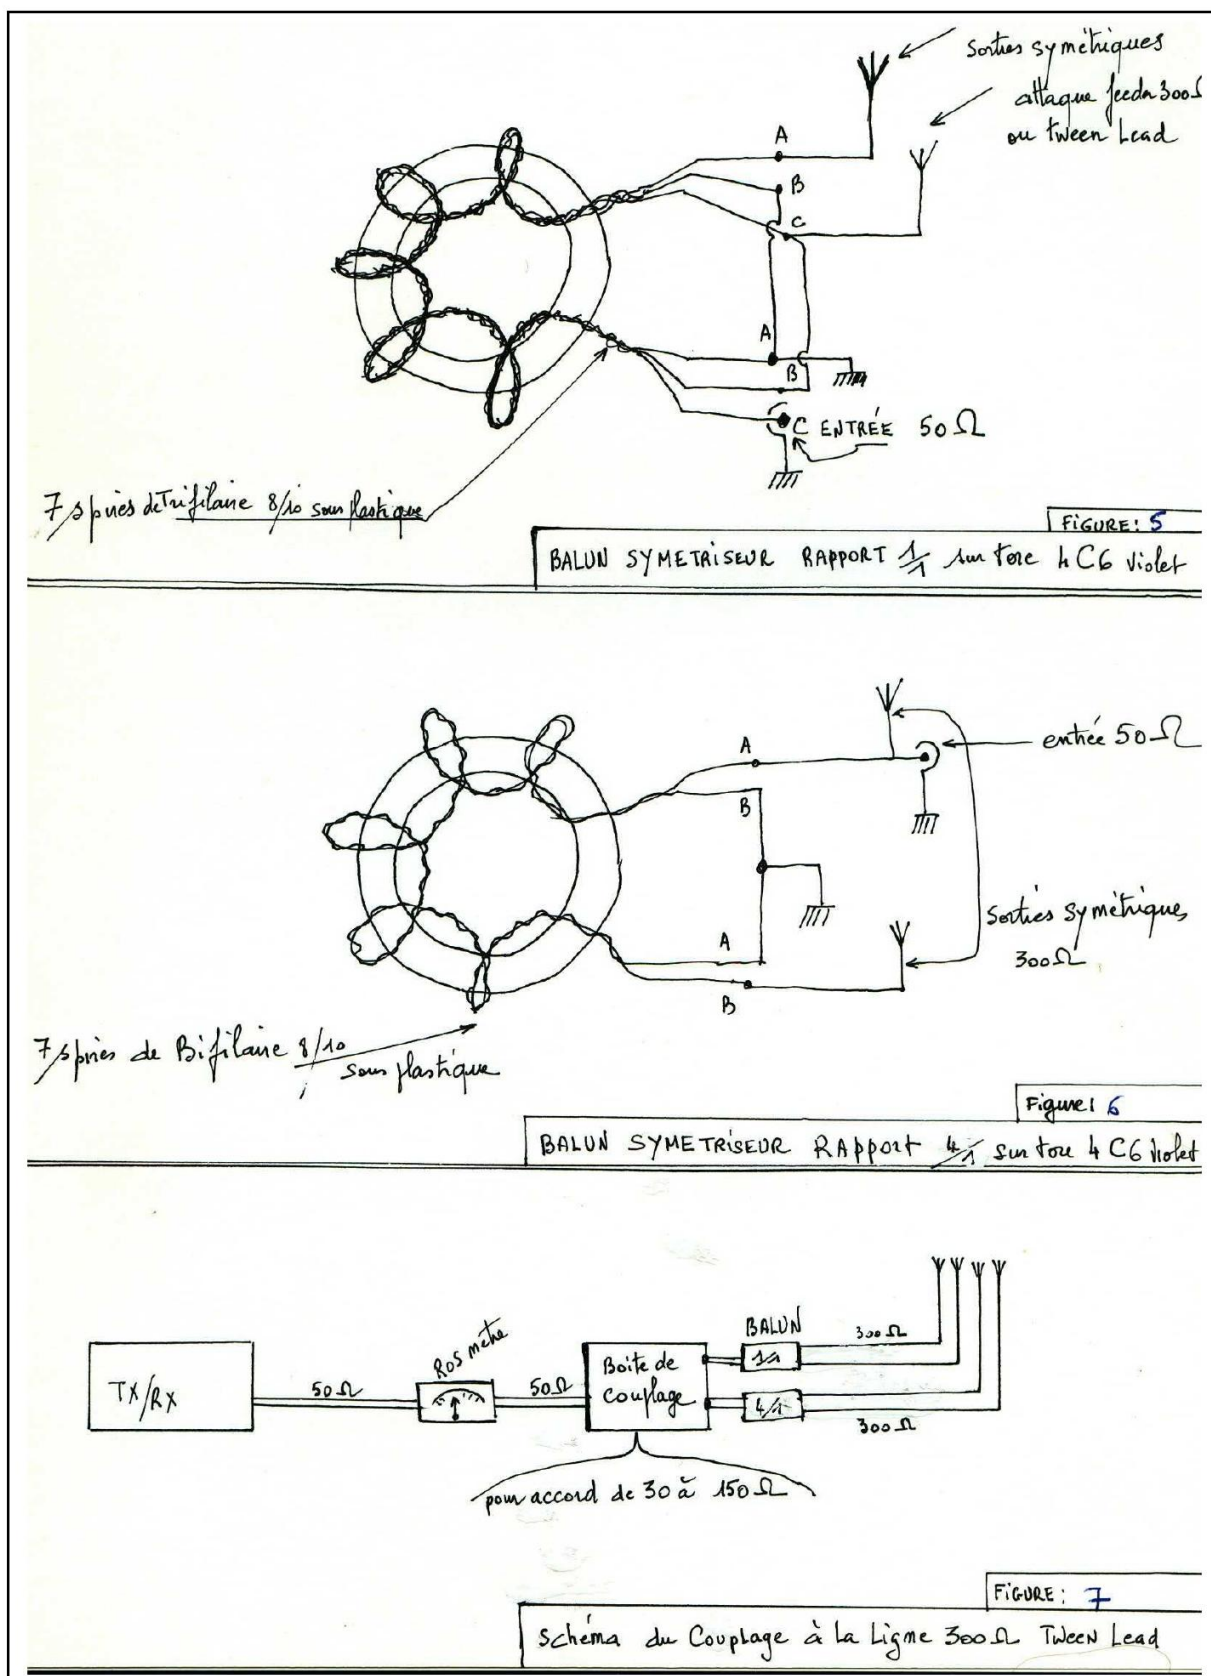 Sorties symétriques
attaque feeder 300Ω
ou tween Lead
A
B
C
A
B
C ENTRÉE 50Ω
7 spires de Trifilaire 8/10 sous plastique
FIGURE: 5
BALUN SYMETRISEUR RAPPORT 1/1 sur tore 4C6 violet
A
B
entrée 50Ω
Sorties symétriques
300Ω
A
B
7 spires de Bifilaire 8/10
sous plastique
Figure: 6
BALUN SYMETRISEUR RAPPORT 4/1 sur tore 4C6 violet
TX/RX
50Ω
ROS mètre
50Ω
Boite de
couplage
BALUN
1/1
300Ω
4/1
300Ω
pour accord de 30 à 150Ω
FIGURE: 7
Schéma du Couplage à la Ligne 300Ω Tween Lead